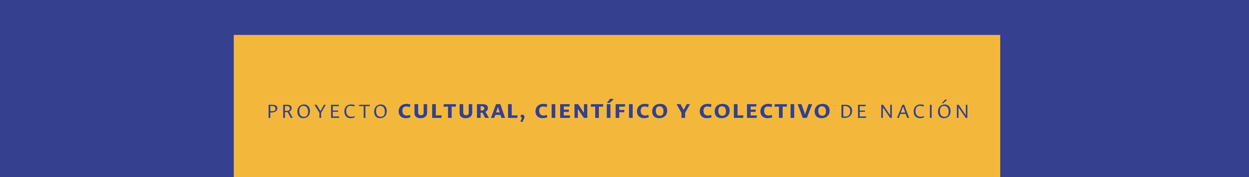 PROYECTO CULTURAL, CIENTÍFICO Y COLECTIVO DE NACIÓN